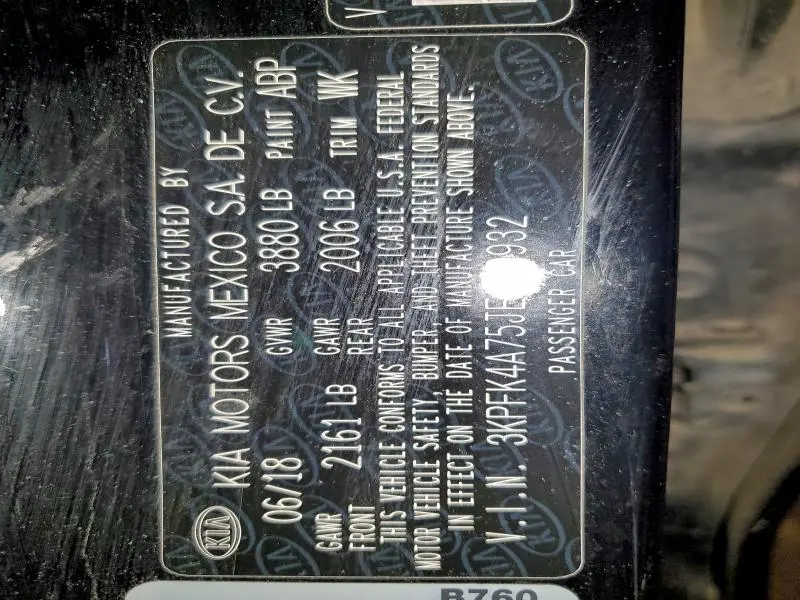 KIA
MANUFACTURED BY
KIA MOTORS MEXICO S.A. DE C.V.
06/18 GVWR 3880 LB PAINT ABP
GAWR FRONT 2161 LB GAWR REAR 2006 LB TRIM WK
THIS VEHICLE CONFORMS TO ALL APPLICABLE U.S.A. FEDERAL
MOTOR VEHICLE SAFETY, BUMPER, AND THEFT PREVENTION STANDARDS
IN EFFECT ON THE DATE OF MANUFACTURE SHOWN ABOVE.
V.I.N. 
PASSENGER CAR
B760